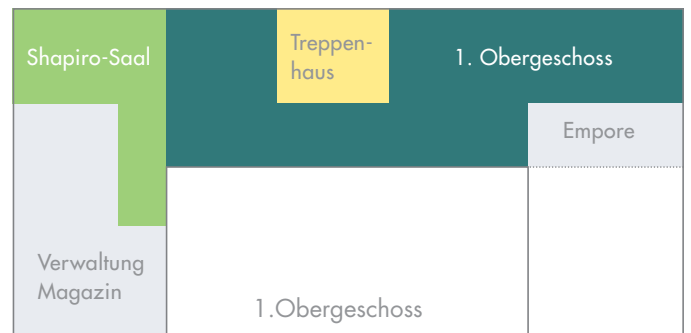 Shapiro-Saal
Treppen-
haus
1. Obergeschoss
Empore
Verwaltung
Magazin
1.Obergeschoss